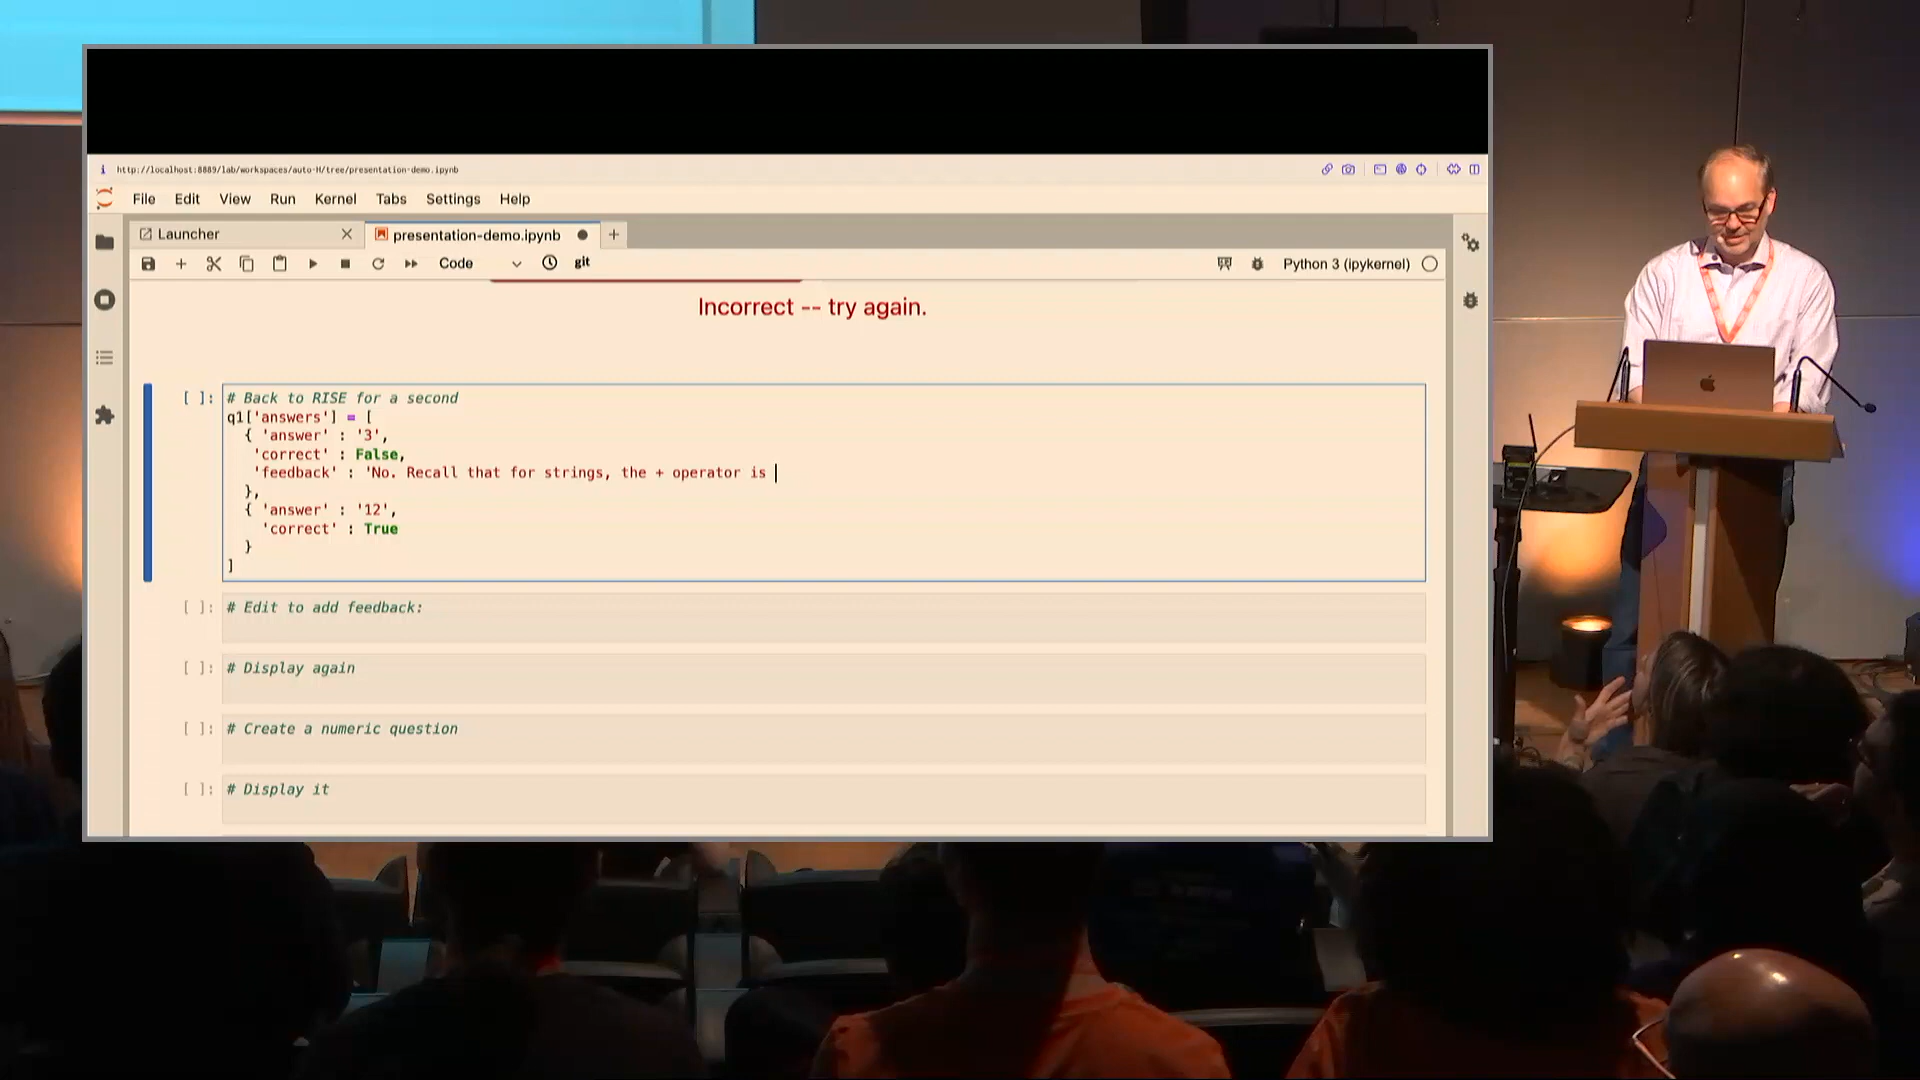 http://localhost:8889/lab/workspaces/auto-H/tree/presentation-demo.ipynb
File Edit View Run Kernel Tabs Settings Help
Launcher
presentation-demo.ipynb
Code
git
Python 3 (ipykernel)
Incorrect -- try again.
[ ]: # Back to RISE for a second
q1['answers'] = [
{ 'answer' : '3',
'correct' : False,
'feedback' : 'No. Recall that for strings, the + operator is
},
{ 'answer' : '12',
'correct' : True
}
]
[ ]: # Edit to add feedback:
[ ]: # Display again
[ ]: # Create a numeric question
[ ]: # Display it